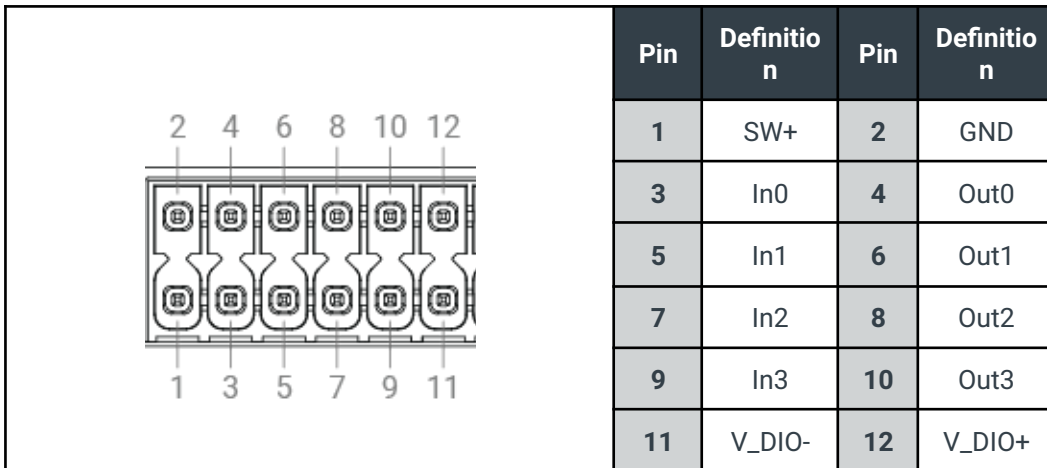 2 4 6 8 10 12
1 3 5 7 9 11
Pin Definitio
n Pin Definitio
n
1 SW+ 2 GND
3 In0 4 Out0
5 In1 6 Out1
7 In2 8 Out2
9 In3 10 Out3
11 V_DIO- 12 V_DIO+